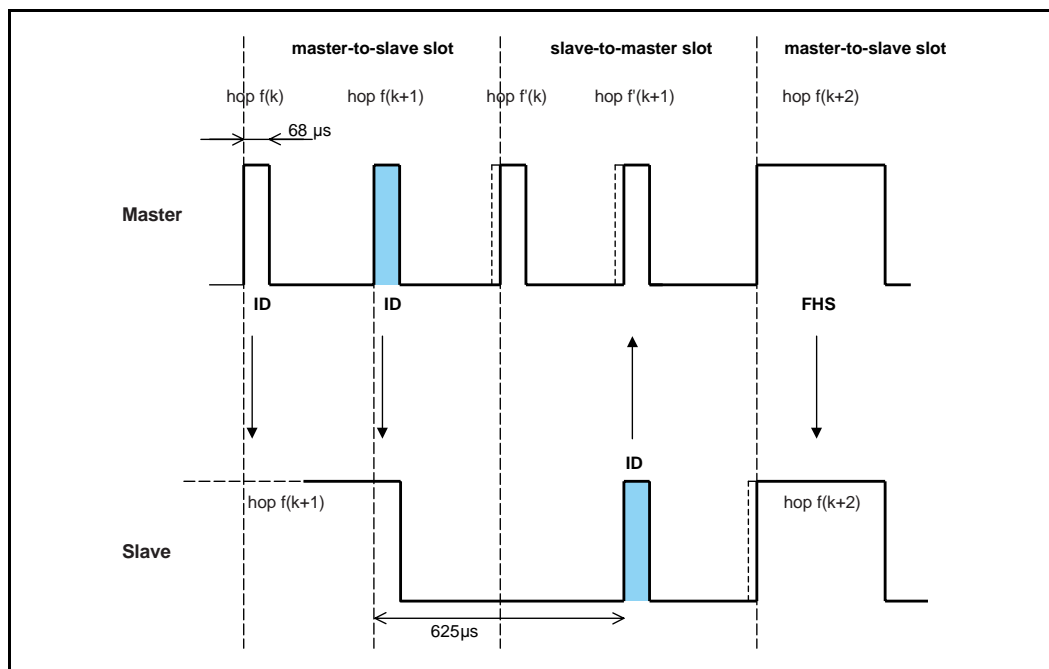 master-to-slave slot slave-to-master slot master-to-slave slot
hop f(k) hop f(k+1) hop f'(k) hop f'(k+1) hop f(k+2)
68 µs
Master
ID ID FHS
ID
hop f(k+1) hop f(k+2)
Slave
625µs